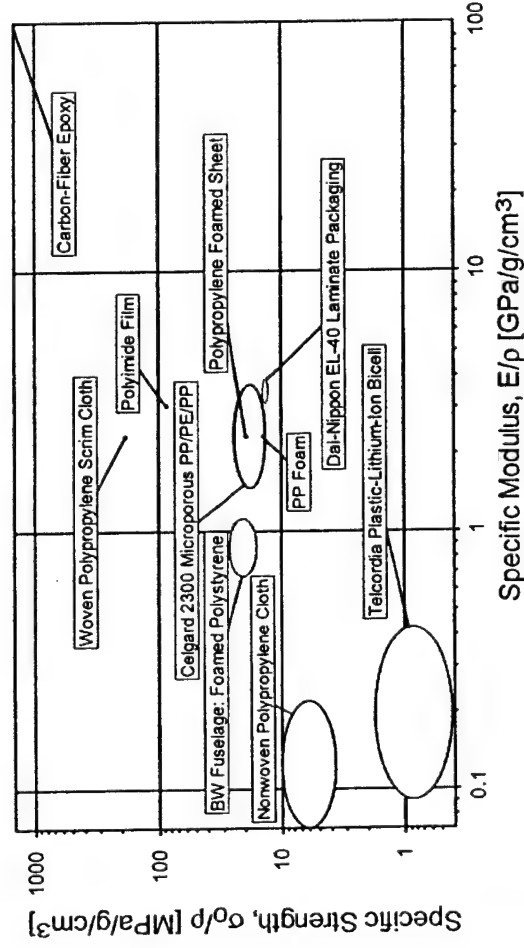 Specific Strength, σ₀/ρ [MPa/g/cm³]
1000
100
10
1
Carbon-Fiber Epoxy
Woven Polypropylene Scrim Cloth
Polyimide Film
Celgard 2300 Microporous PP/PE/PP
Polypropylene Foamed Sheet
BW Fuselage: Foamed Polystyrene
PP Foam
Dai-Nippon EL-40 Laminate Packaging
Nonwoven Polypropylene Cloth
Telcordia Plastic-Lithium-Ion Bicell
0.1
1
10
100
Specific Modulus, E/ρ [GPa/g/cm³]